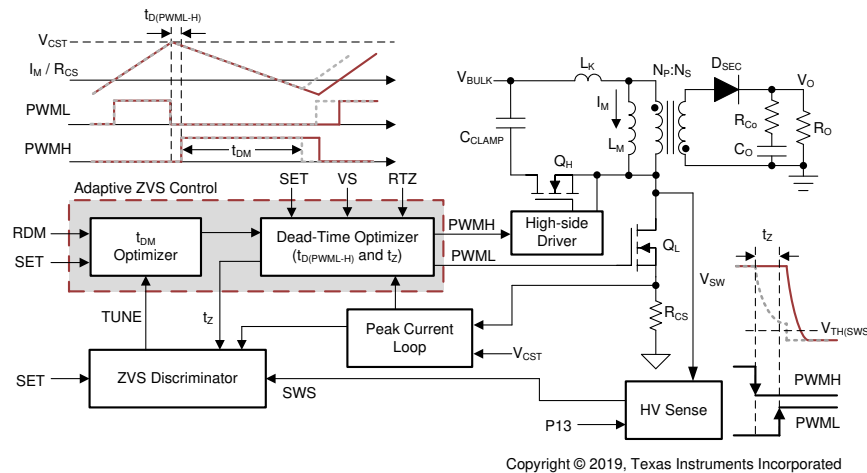 tD(PWML-H)
VCST
IM / RCS
PWML
PWMH
tDM
VBULK
LK
NP:NS
DSEC
VO
IM
LM
CCLAMP
RCo
CO
RO
QH
Adaptive ZVS Control
SET
VS
RTZ
RDM
SET
tDM
Optimizer
Dead-Time Optimizer
(tD(PWML-H) and tZ)
PWMH
PWML
High-side
Driver
QL
VSW
tZ
TUNE
tZ
Peak Current
Loop
RCS
VTH(SWS)
VCST
SET
ZVS Discriminator
SWS
P13
HV Sense
PWMH
PWML
Copyright © 2019, Texas Instruments Incorporated